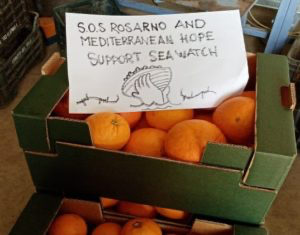 S.O.S ROSARNO AND
MEDITERRANEAN HOPE
SUPPORT SEA WATCH